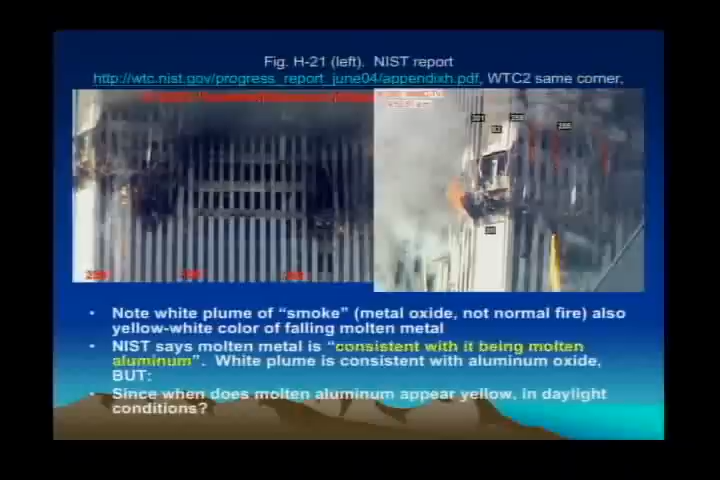 Fig. H-21 (left). NIST report
http://wtc.nist.gov/progress_report_june04/appendixh.pdf, WTC2 same corner,
• Note white plume of “smoke” (metal oxide, not normal fire) also
yellow-white color of falling molten metal
• NIST says molten metal is “consistent with it being molten
aluminum”. White plume is consistent with aluminum oxide,
BUT:
• Since when does molten aluminum appear yellow, in daylight
conditions?